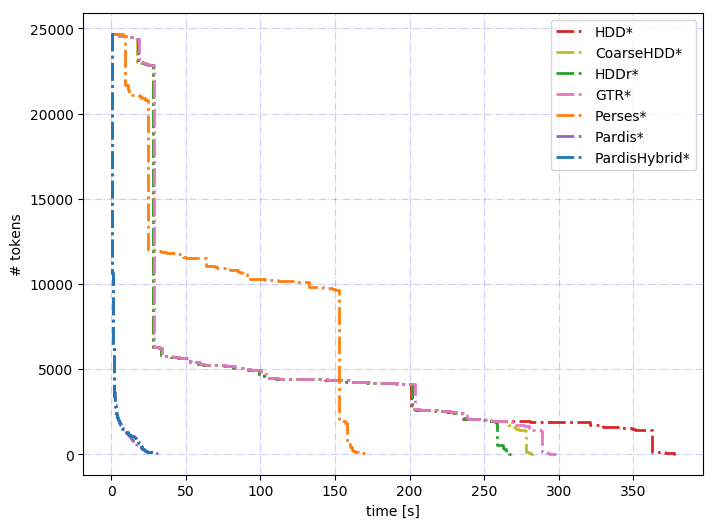 HDD*
CoarseHDD*
HDDr*
GTR*
Perses*
Pardis*
PardisHybrid*
25000
20000
15000
10000
5000
0
# tokens
0 50 100 150 200 250 300 350
time [s]